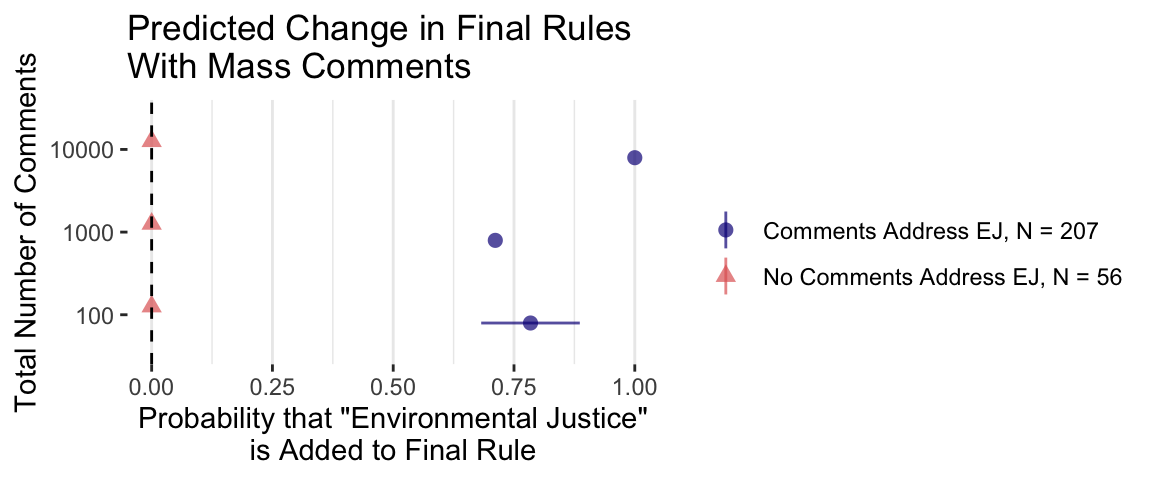 Predicted Change in Final Rules
With Mass Comments
Total Number of Comments
10000
1000
100
0.00 0.25 0.50 0.75 1.00
Probability that "Environmental Justice"
is Added to Final Rule
Comments Address EJ, N = 207
No Comments Address EJ, N = 56